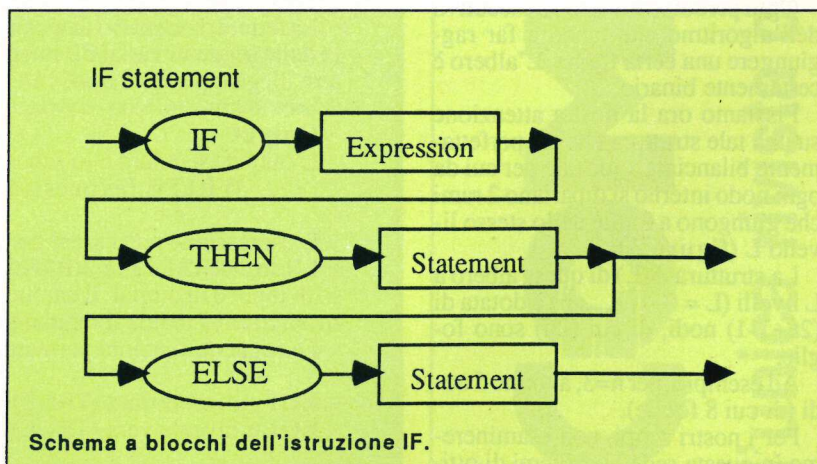 IF statement
IF
Expression
THEN
Statement
ELSE
Statement
Schema a blocchi dell'istruzione IF.